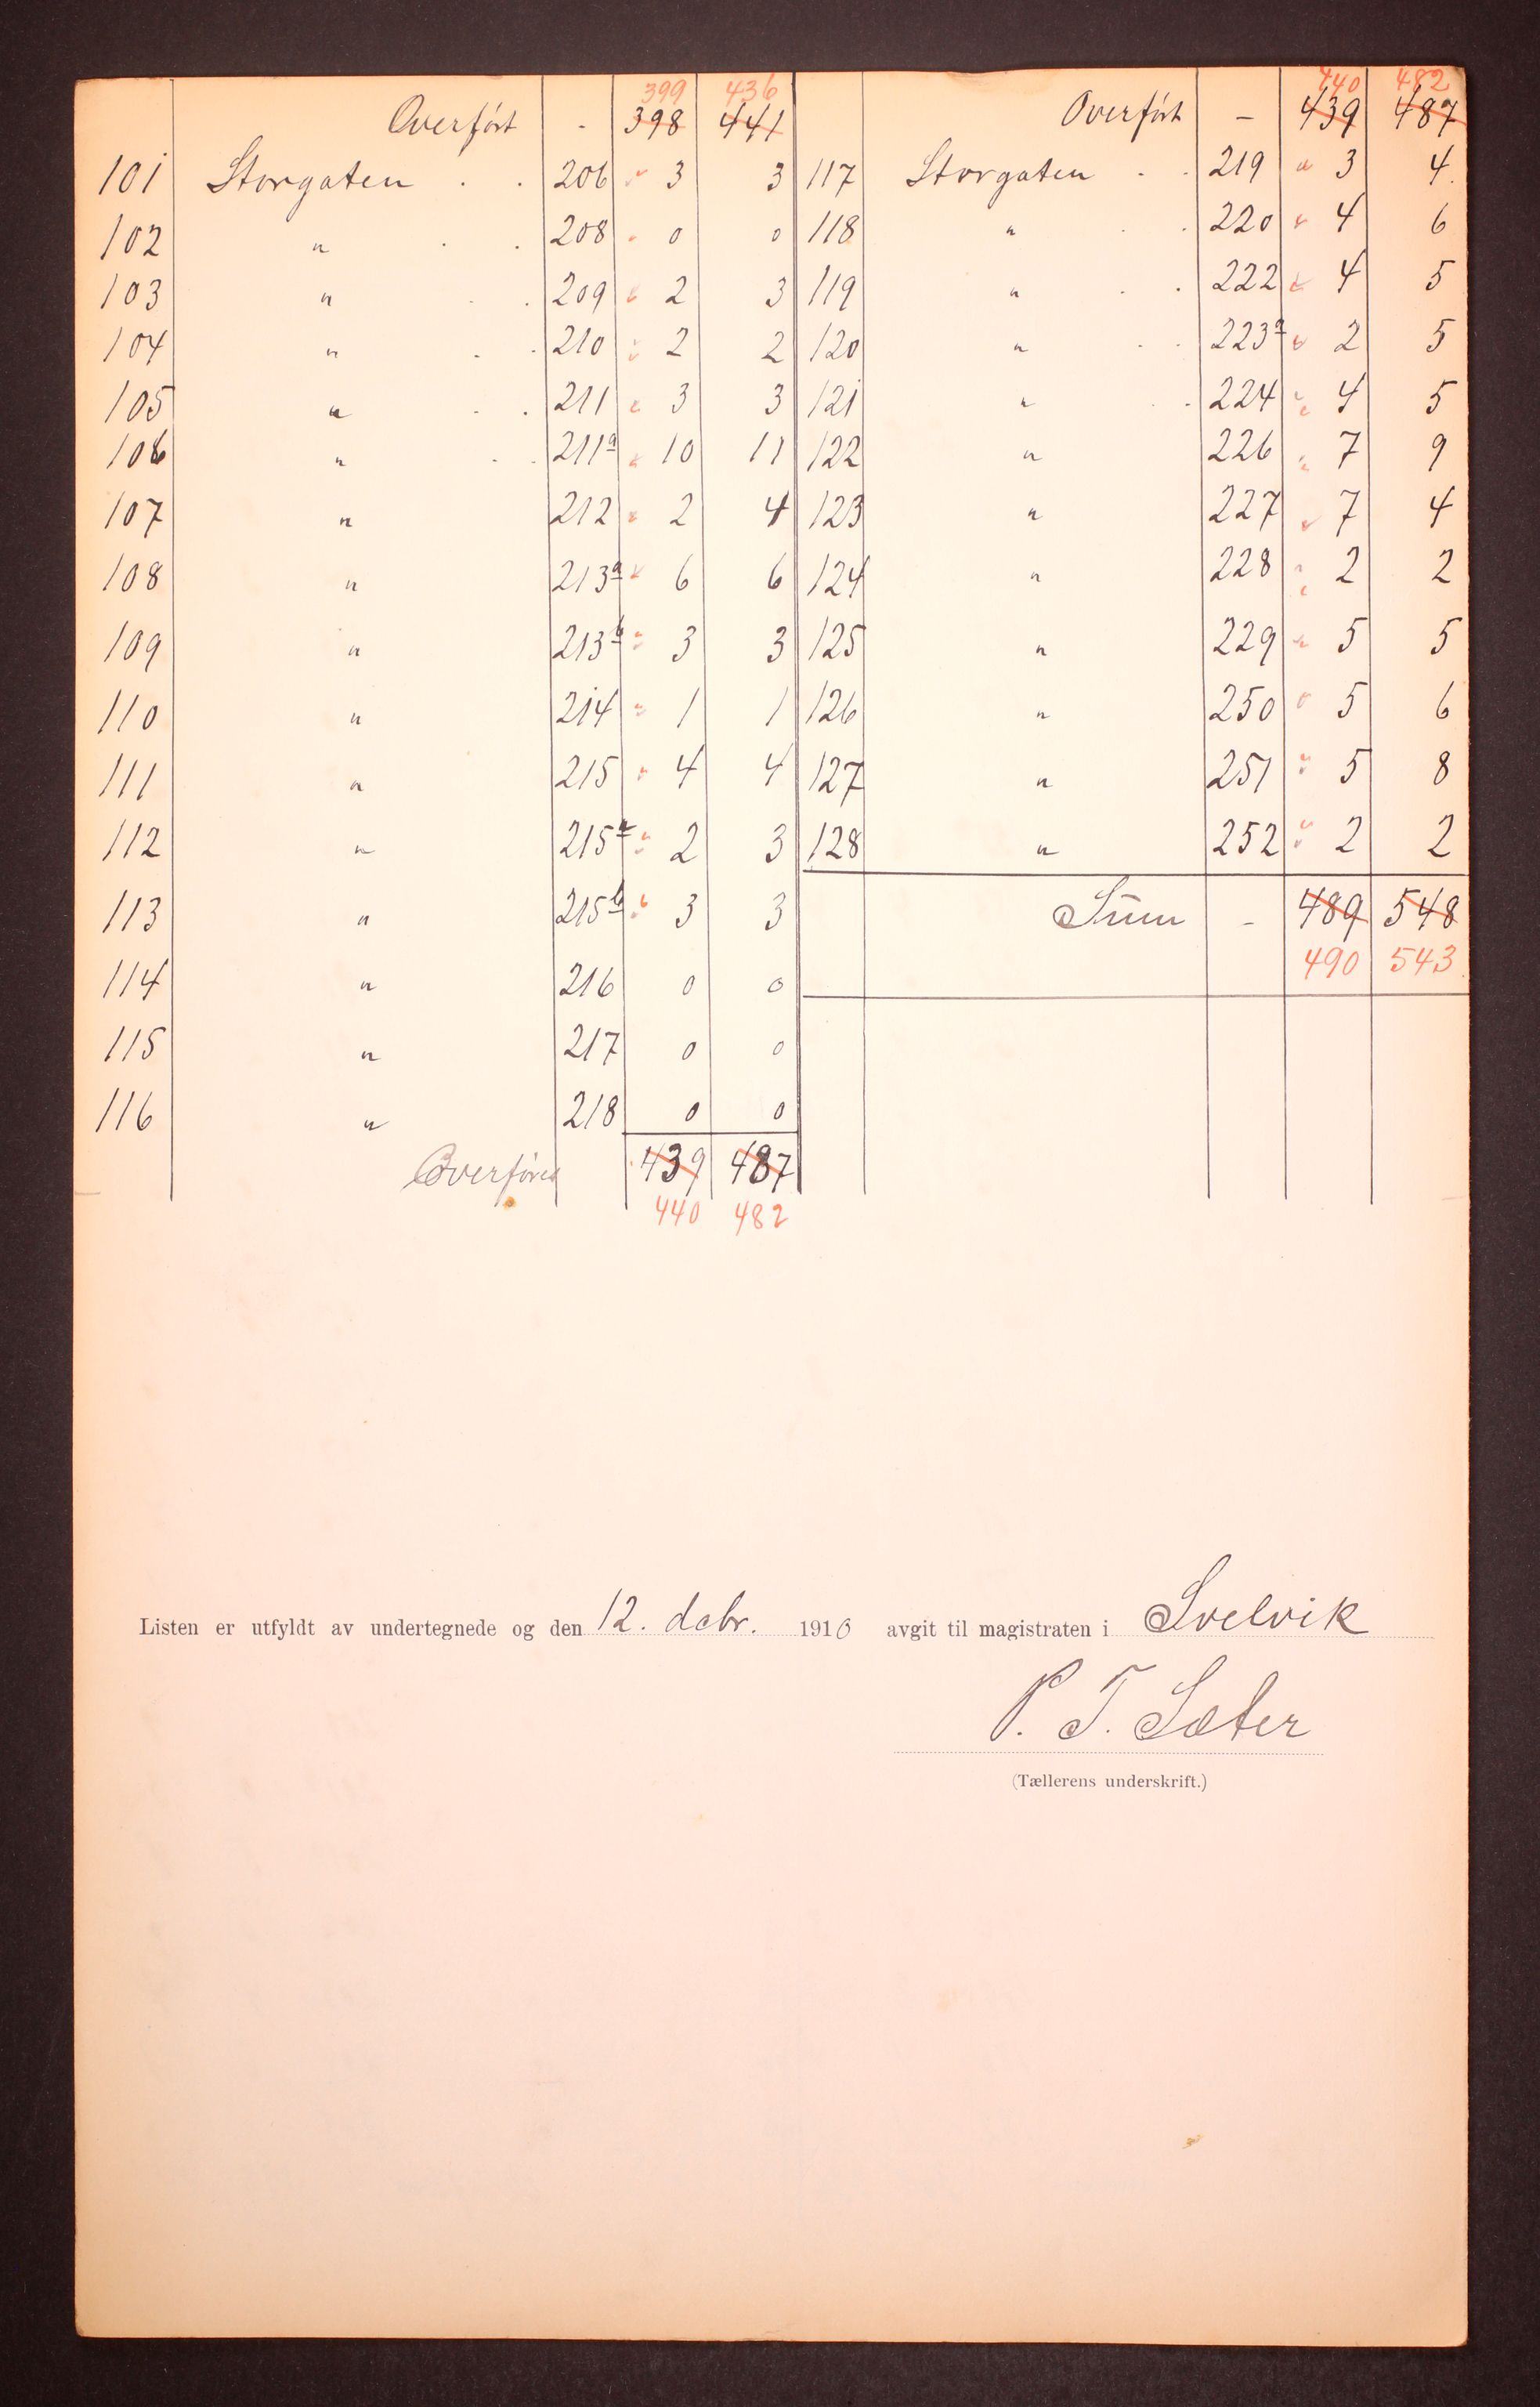 399 436
Overført - 398 441
101 Storgaten . . 206 3 3
102 " . . 208 0 0
103 " . . 209 2 3
104 " . . 210 2 2
105 " . . 211 3 3
106 " . . 211a 10 11
107 " 212 2 4
108 " 213a 6 6
109 " 213b 3 3
110 " 214 1 1
111 " 215 4 4
112 " 215a 2 3
113 " 215b 3 3
114 " 216 0 0
115 " 217 0 0
116 " 218 0 0
Overføres 439 487
440 482
440 482
Overført - 439 487
117 Storgaten . . 219 3 4
118 " . . 220 4 6
119 " . . 222 4 5
120 " . . 223a 2 5
121 " . . 224 4 5
122 " 226 7 9
123 " 227 7 4
124 " 228 2 2
125 " 229 5 5
126 " 250 5 6
127 " 251 5 8
128 " 252 2 2
Sum - 489 548
490 543
Listen er utfyldt av undertegnede og den 12. dcbr. 1910 avgit til magistraten i Svelvik
P. T. Sæter
(Tællerens underskrift.)